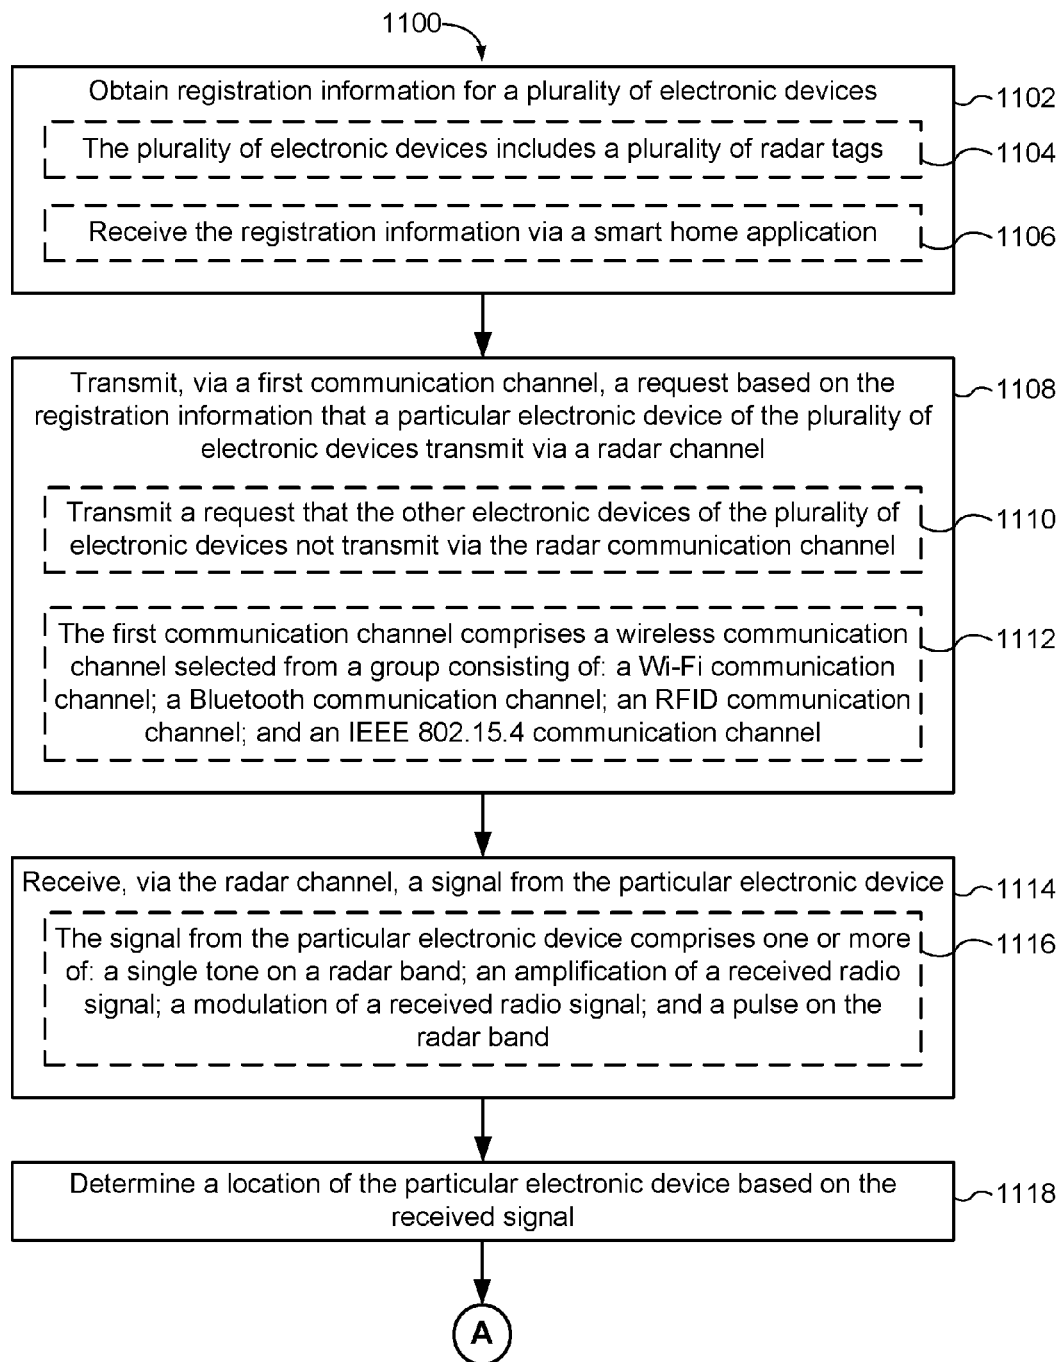 1100
Obtain registration information for a plurality of electronic devices
1102
The plurality of electronic devices includes a plurality of radar tags
1104
Receive the registration information via a smart home application
1106
Transmit, via a first communication channel, a request based on the
registration information that a particular electronic device of the plurality of
electronic devices transmit via a radar channel
1108
Transmit a request that the other electronic devices of the plurality of
electronic devices not transmit via the radar communication channel
1110
The first communication channel comprises a wireless communication
channel selected from a group consisting of: a Wi-Fi communication
channel; a Bluetooth communication channel; an RFID communication
channel; and an IEEE 802.15.4 communication channel
1112
Receive, via the radar channel, a signal from the particular electronic device
1114
The signal from the particular electronic device comprises one or more
of: a single tone on a radar band; an amplification of a received radio
signal; a modulation of a received radio signal; and a pulse on the
radar band
1116
Determine a location of the particular electronic device based on the
received signal
1118
A